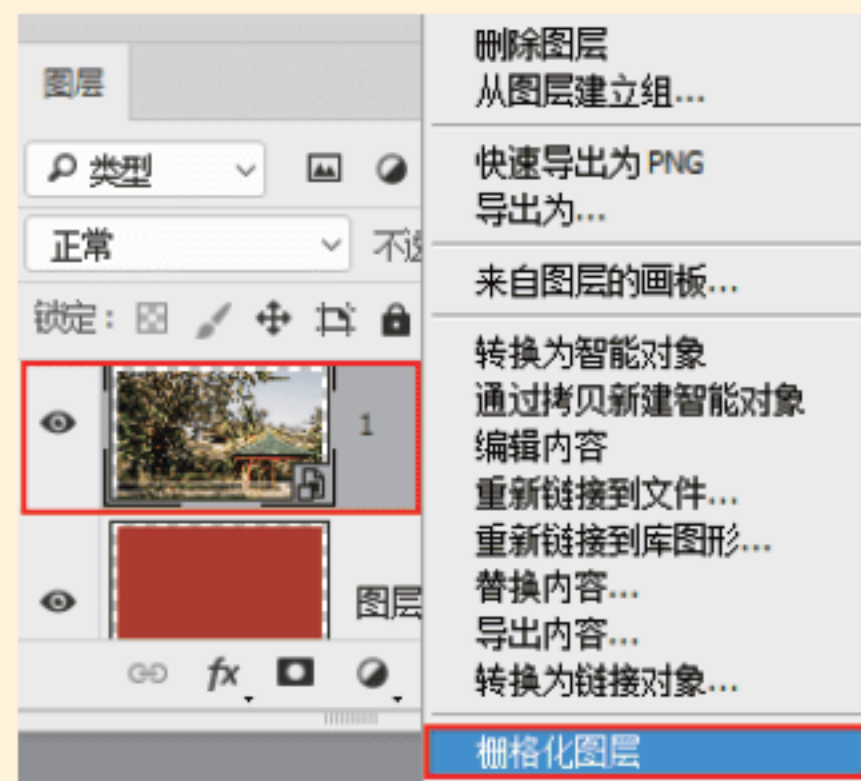 图层
类型
正常
锁定：
1
图层
fx
删除图层
从图层建立组...
快速导出为 PNG
导出为...
来自图层的画板...
转换为智能对象
通过拷贝新建智能对象
编辑内容
重新链接到文件...
重新链接到库图形...
替换内容...
导出内容...
转换为链接对象...
栅格化图层